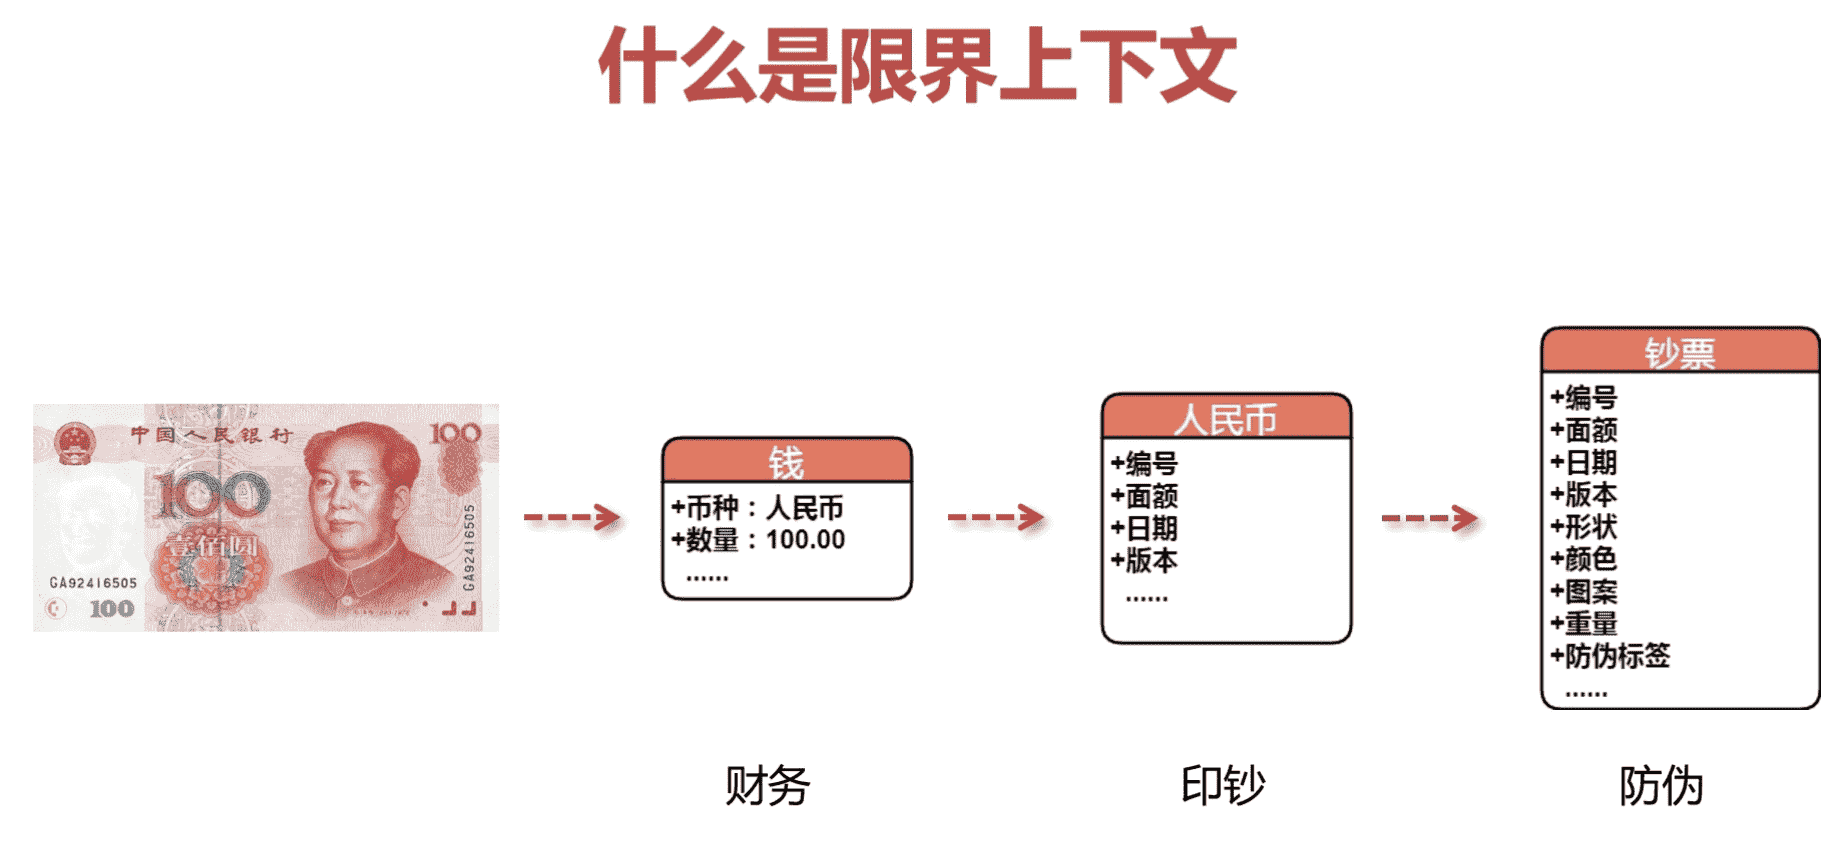 什么是限界上下文
中国人民银行
100
100
壹佰圆
GA92416505
100
GA92416505
钱
+币种：人民币
+数量：100.00
......
财务
人民币
+编号
+面额
+日期
+版本
......
印钞
钞票
+编号
+面额
+日期
+版本
+形状
+颜色
+图案
+重量
+防伪标签
......
防伪